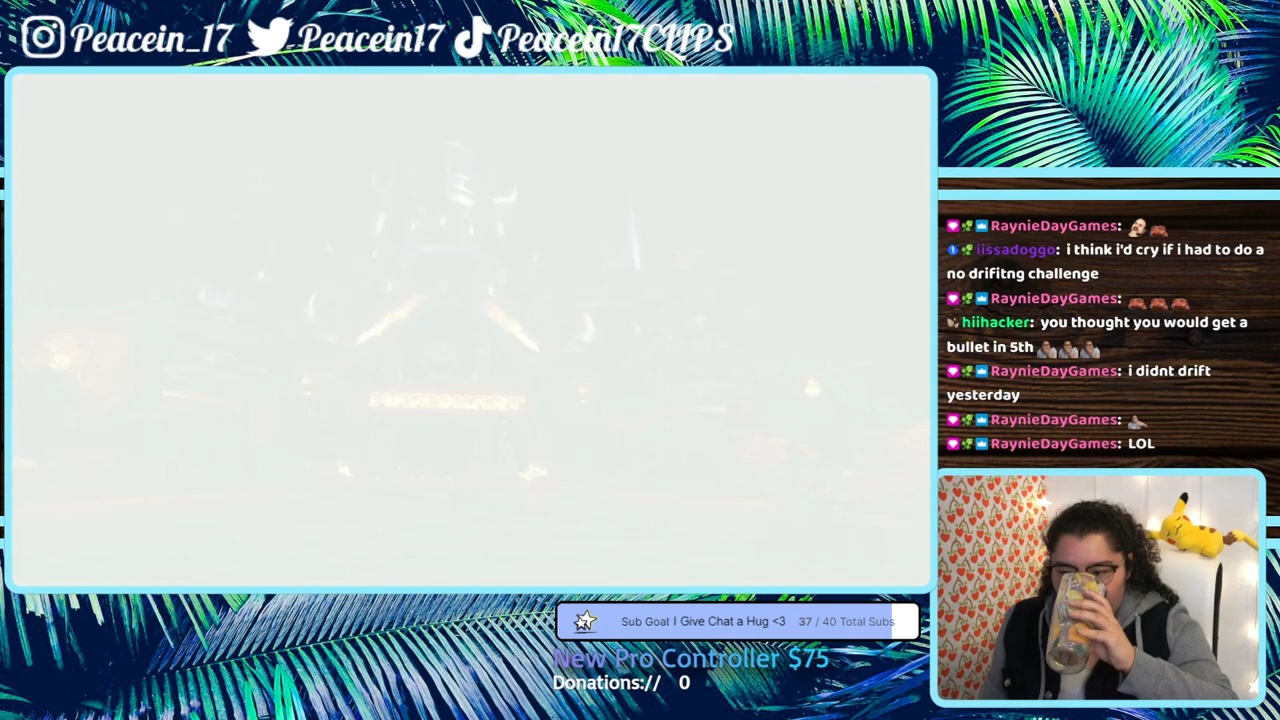 Peacein_17 Peacein17 Peacein17ClIPS
RaynieDayGames:
iissadoggo: i think i'd cry if i had to do a
no drifitng challenge
RaynieDayGames:
hiihacker: you thought you would get a
bullet in 5th
RaynieDayGames: i didnt drift
yesterday
RaynieDayGames:
RaynieDayGames: LOL
Sub Goal I Give Chat a Hug <3 37 / 40 Total Subs
New Pro Controller $75
Donations:// 0